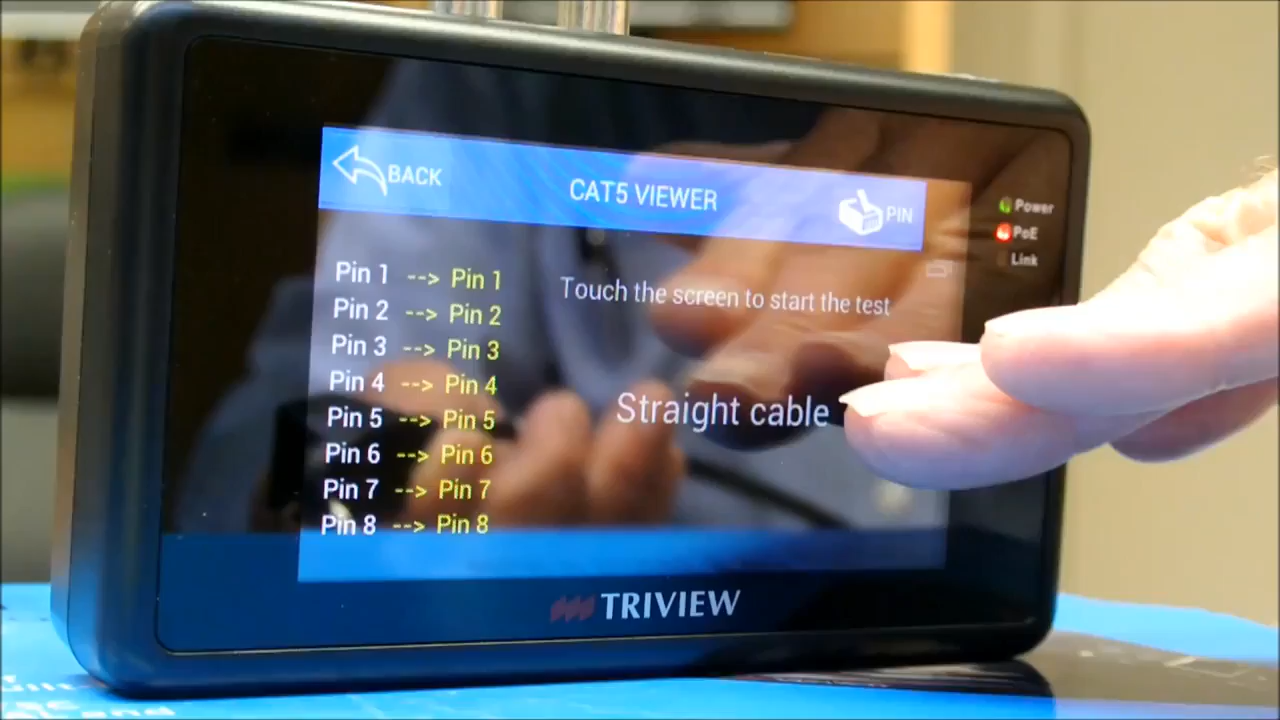 BACK
CAT5 VIEWER
PIN
Power
PoE
Link
Touch the screen to start the test
Straight cable
Pin 1 --> Pin 1
Pin 2 --> Pin 2
Pin 3 --> Pin 3
Pin 4 --> Pin 4
Pin 5 --> Pin 5
Pin 6 --> Pin 6
Pin 7 --> Pin 7
Pin 8 --> Pin 8
TRIVIEW